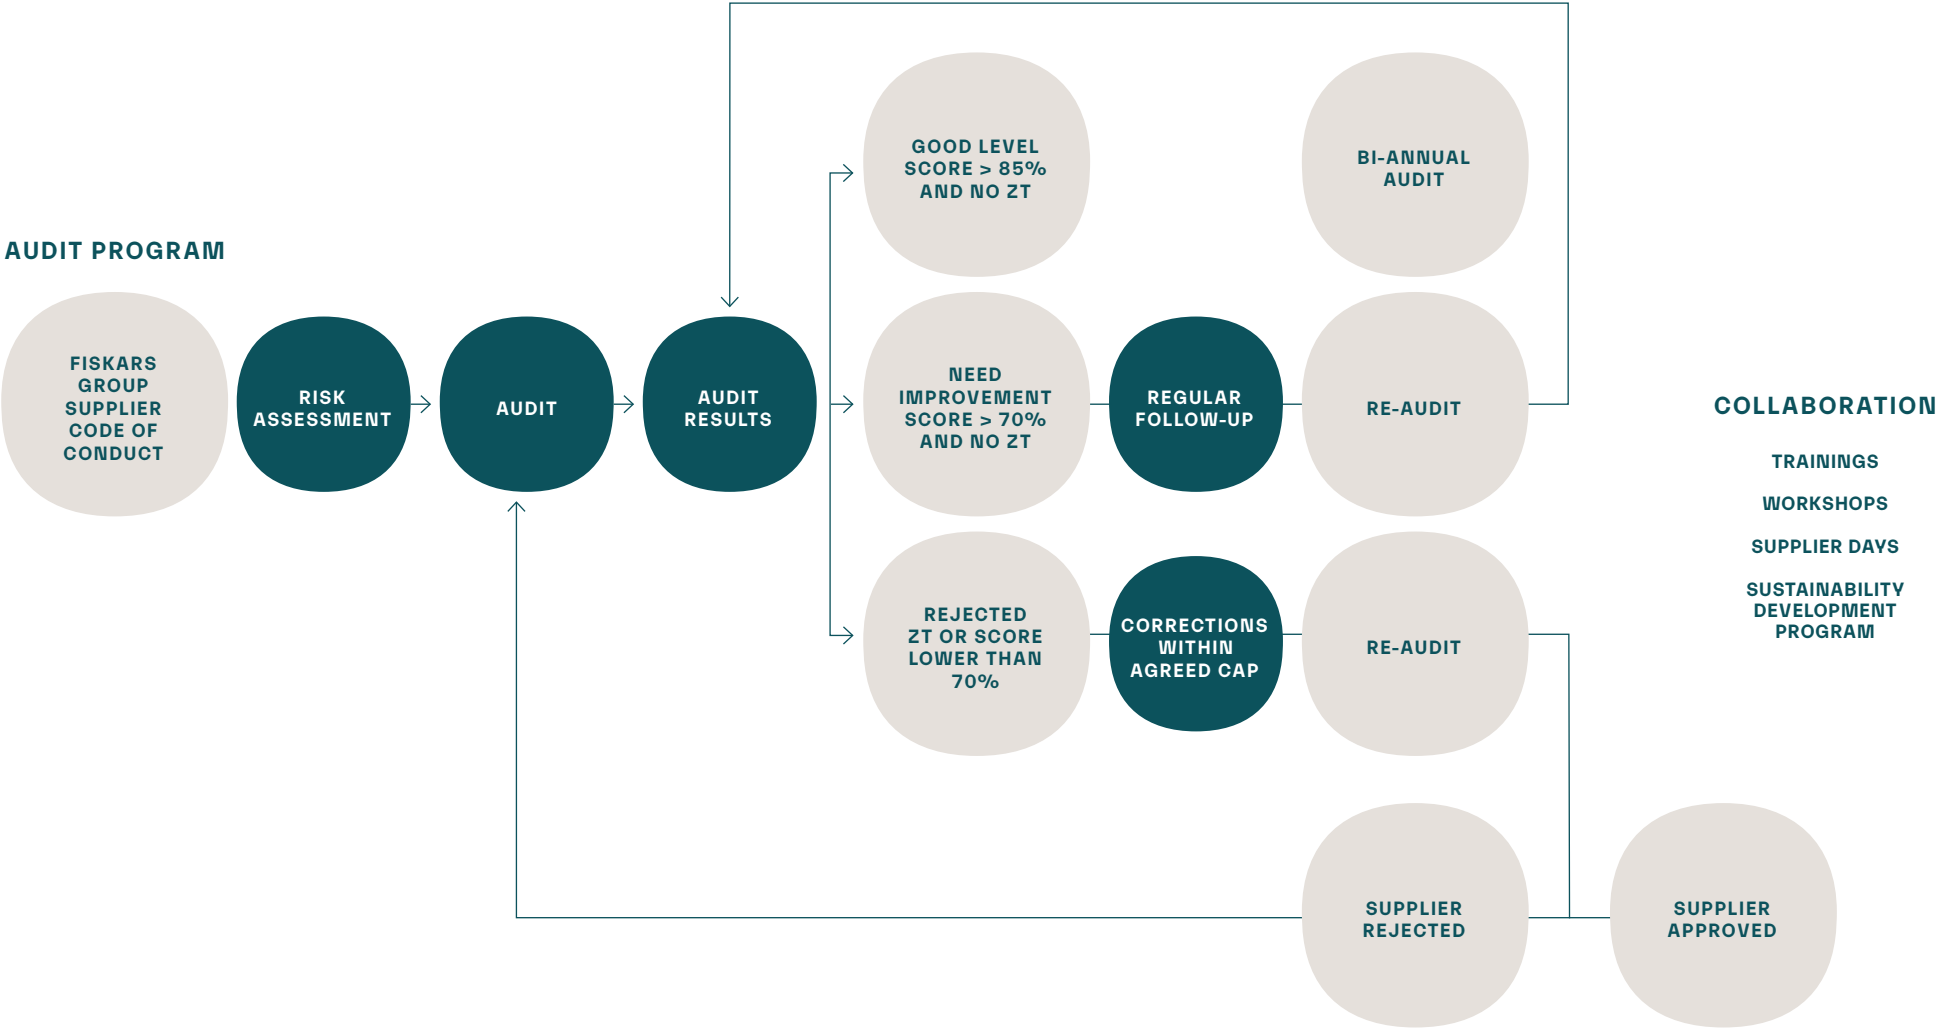 AUDIT PROGRAM
FISKARS
GROUP
SUPPLIER
CODE OF
CONDUCT
RISK
ASSESSMENT
AUDIT
AUDIT
RESULTS
GOOD LEVEL
SCORE > 85%
AND NO ZT
BI-ANNUAL
AUDIT
NEED
IMPROVEMENT
SCORE > 70%
AND NO ZT
REGULAR
FOLLOW-UP
RE-AUDIT
REJECTED
ZT OR SCORE
LOWER THAN
70%
CORRECTIONS
WITHIN
AGREED CAP
RE-AUDIT
SUPPLIER
REJECTED
SUPPLIER
APPROVED
COLLABORATION
TRAININGS
WORKSHOPS
SUPPLIER DAYS
SUSTAINABILITY
DEVELOPMENT
PROGRAM